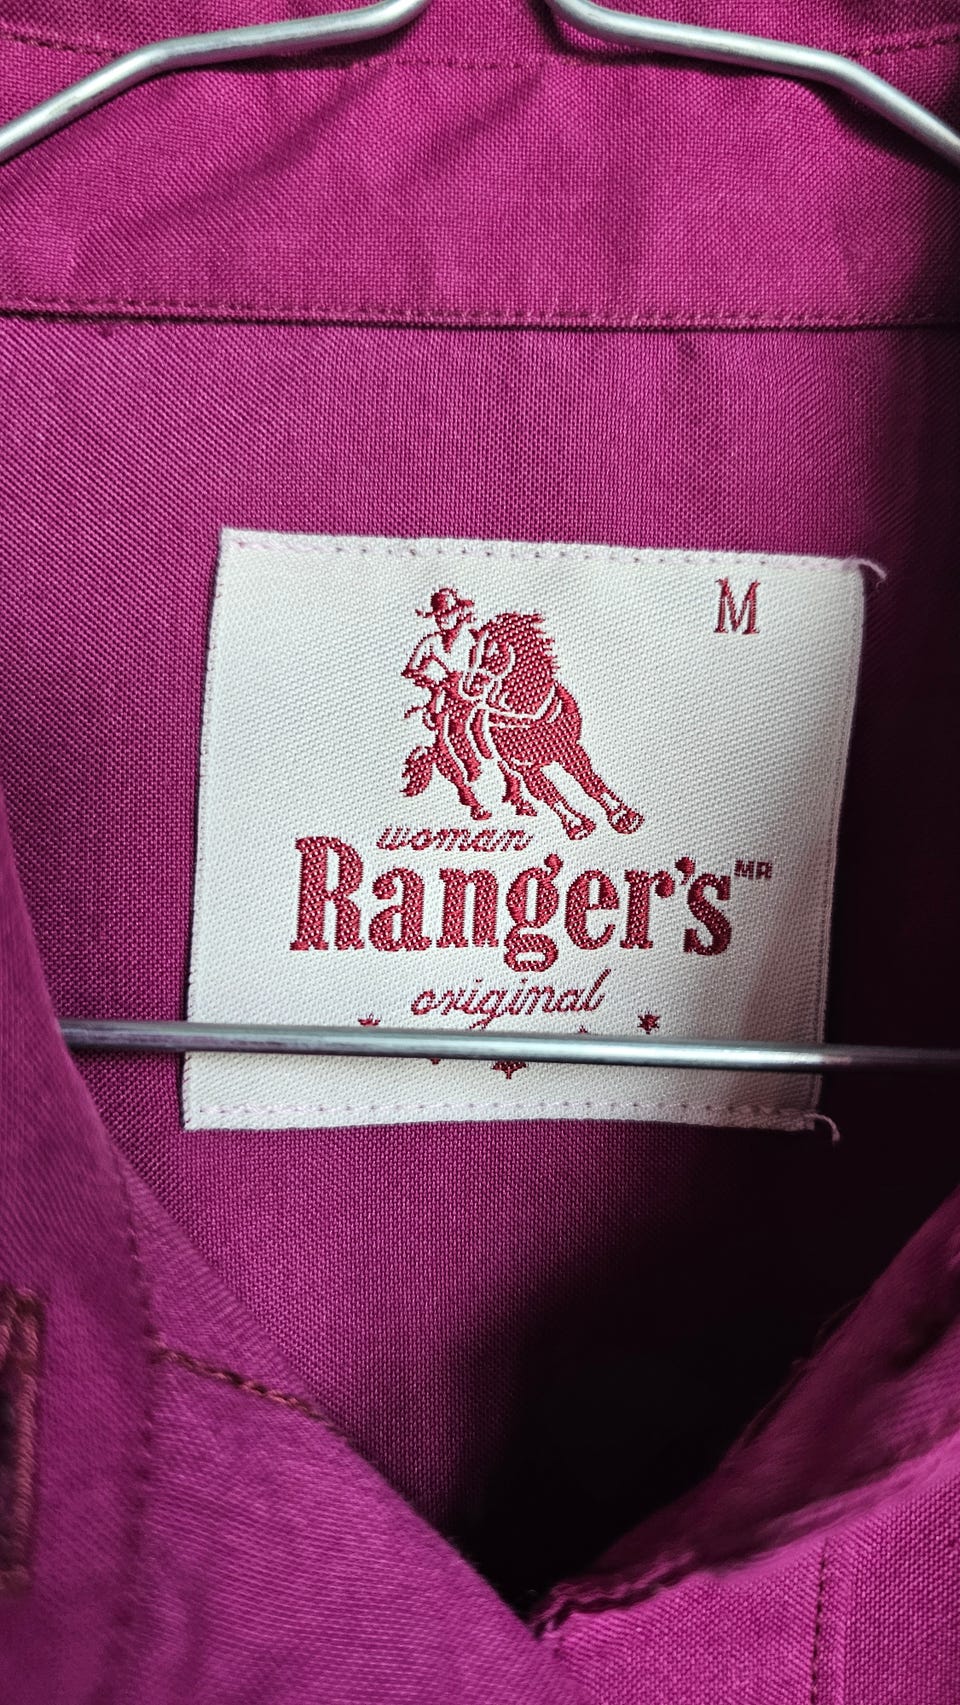 M
woman
Ranger's MR
original